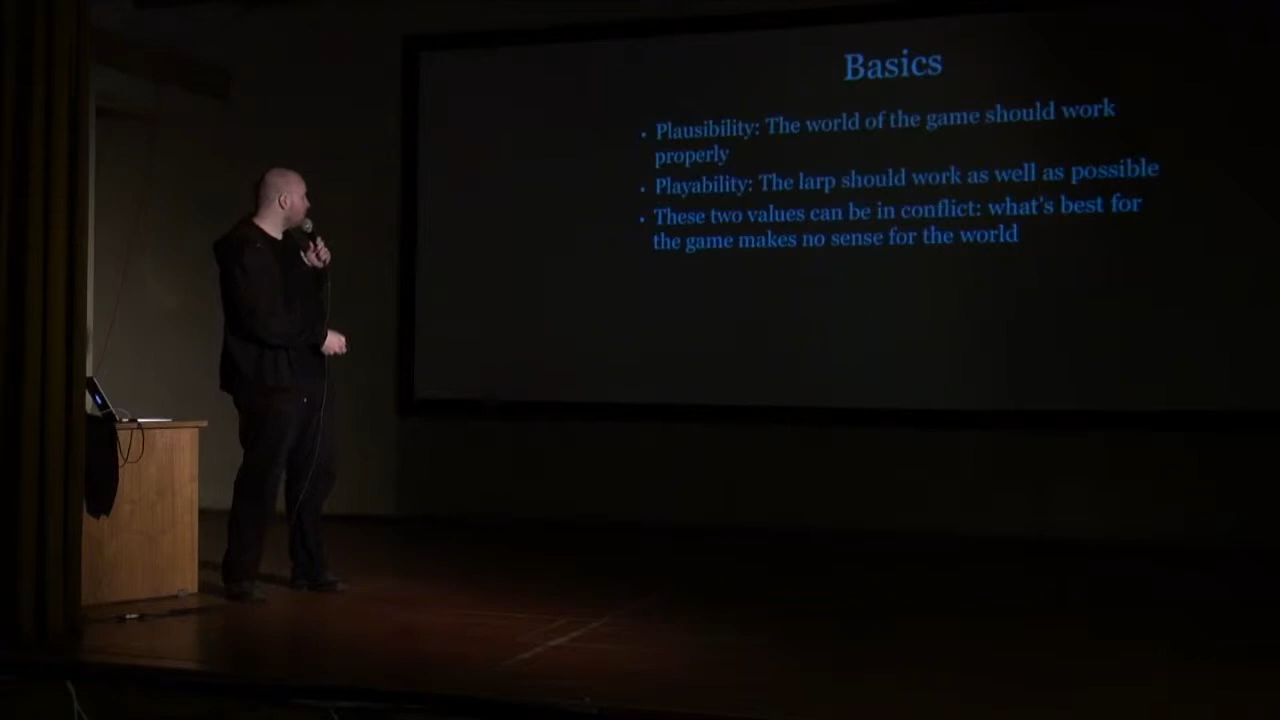 Basics
• Plausibility: The world of the game should work
properly
• Playability: The larp should work as well as possible
• These two values can be in conflict: what's best for
the game makes no sense for the world